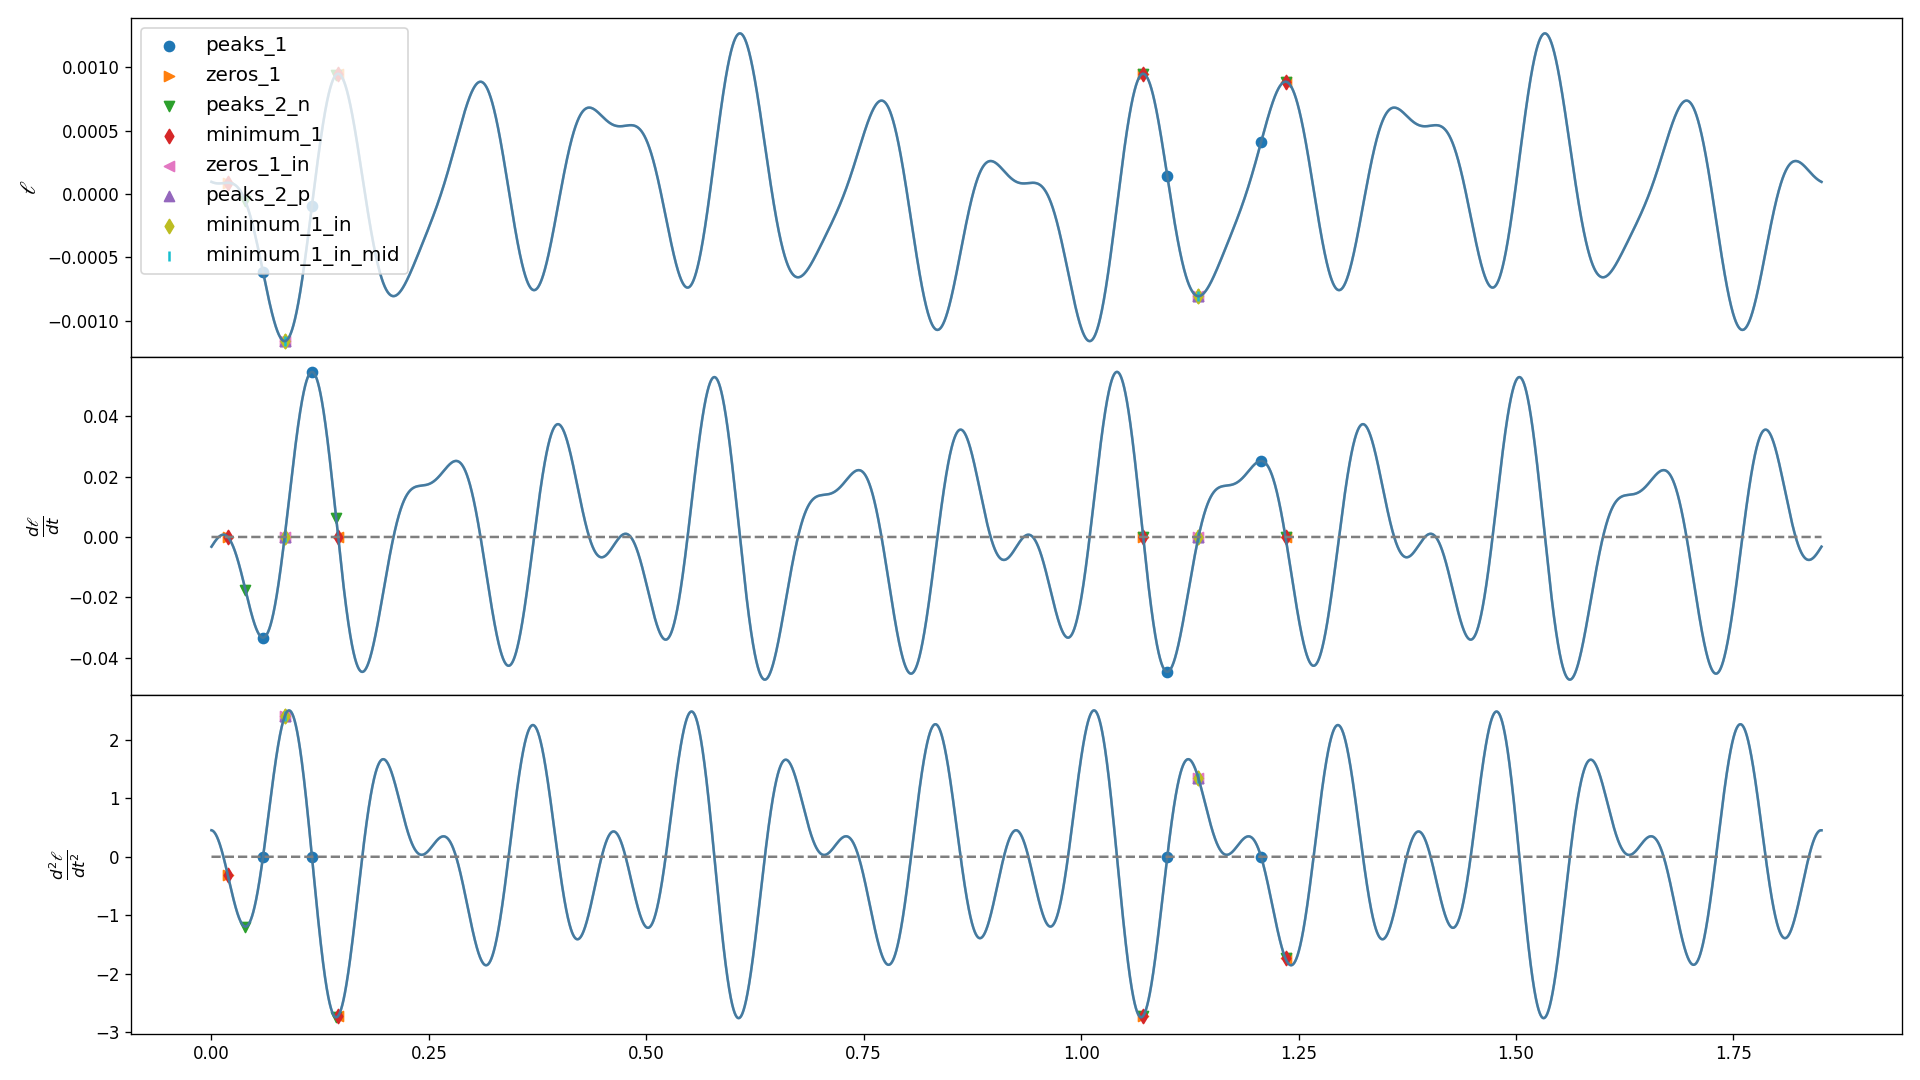 peaks_1
zeros_1
peaks_2_n
minimum_1
zeros_1_in
peaks_2_p
minimum_1_in
minimum_1_in_mid
ℓ
0.0010
0.0005
0.0000
−0.0005
−0.0010
dℓ
dt
0.04
0.02
0.00
−0.02
−0.04
d²ℓ
dt²
2
1
0
−1
−2
−3
0.00 0.25 0.50 0.75 1.00 1.25 1.50 1.75